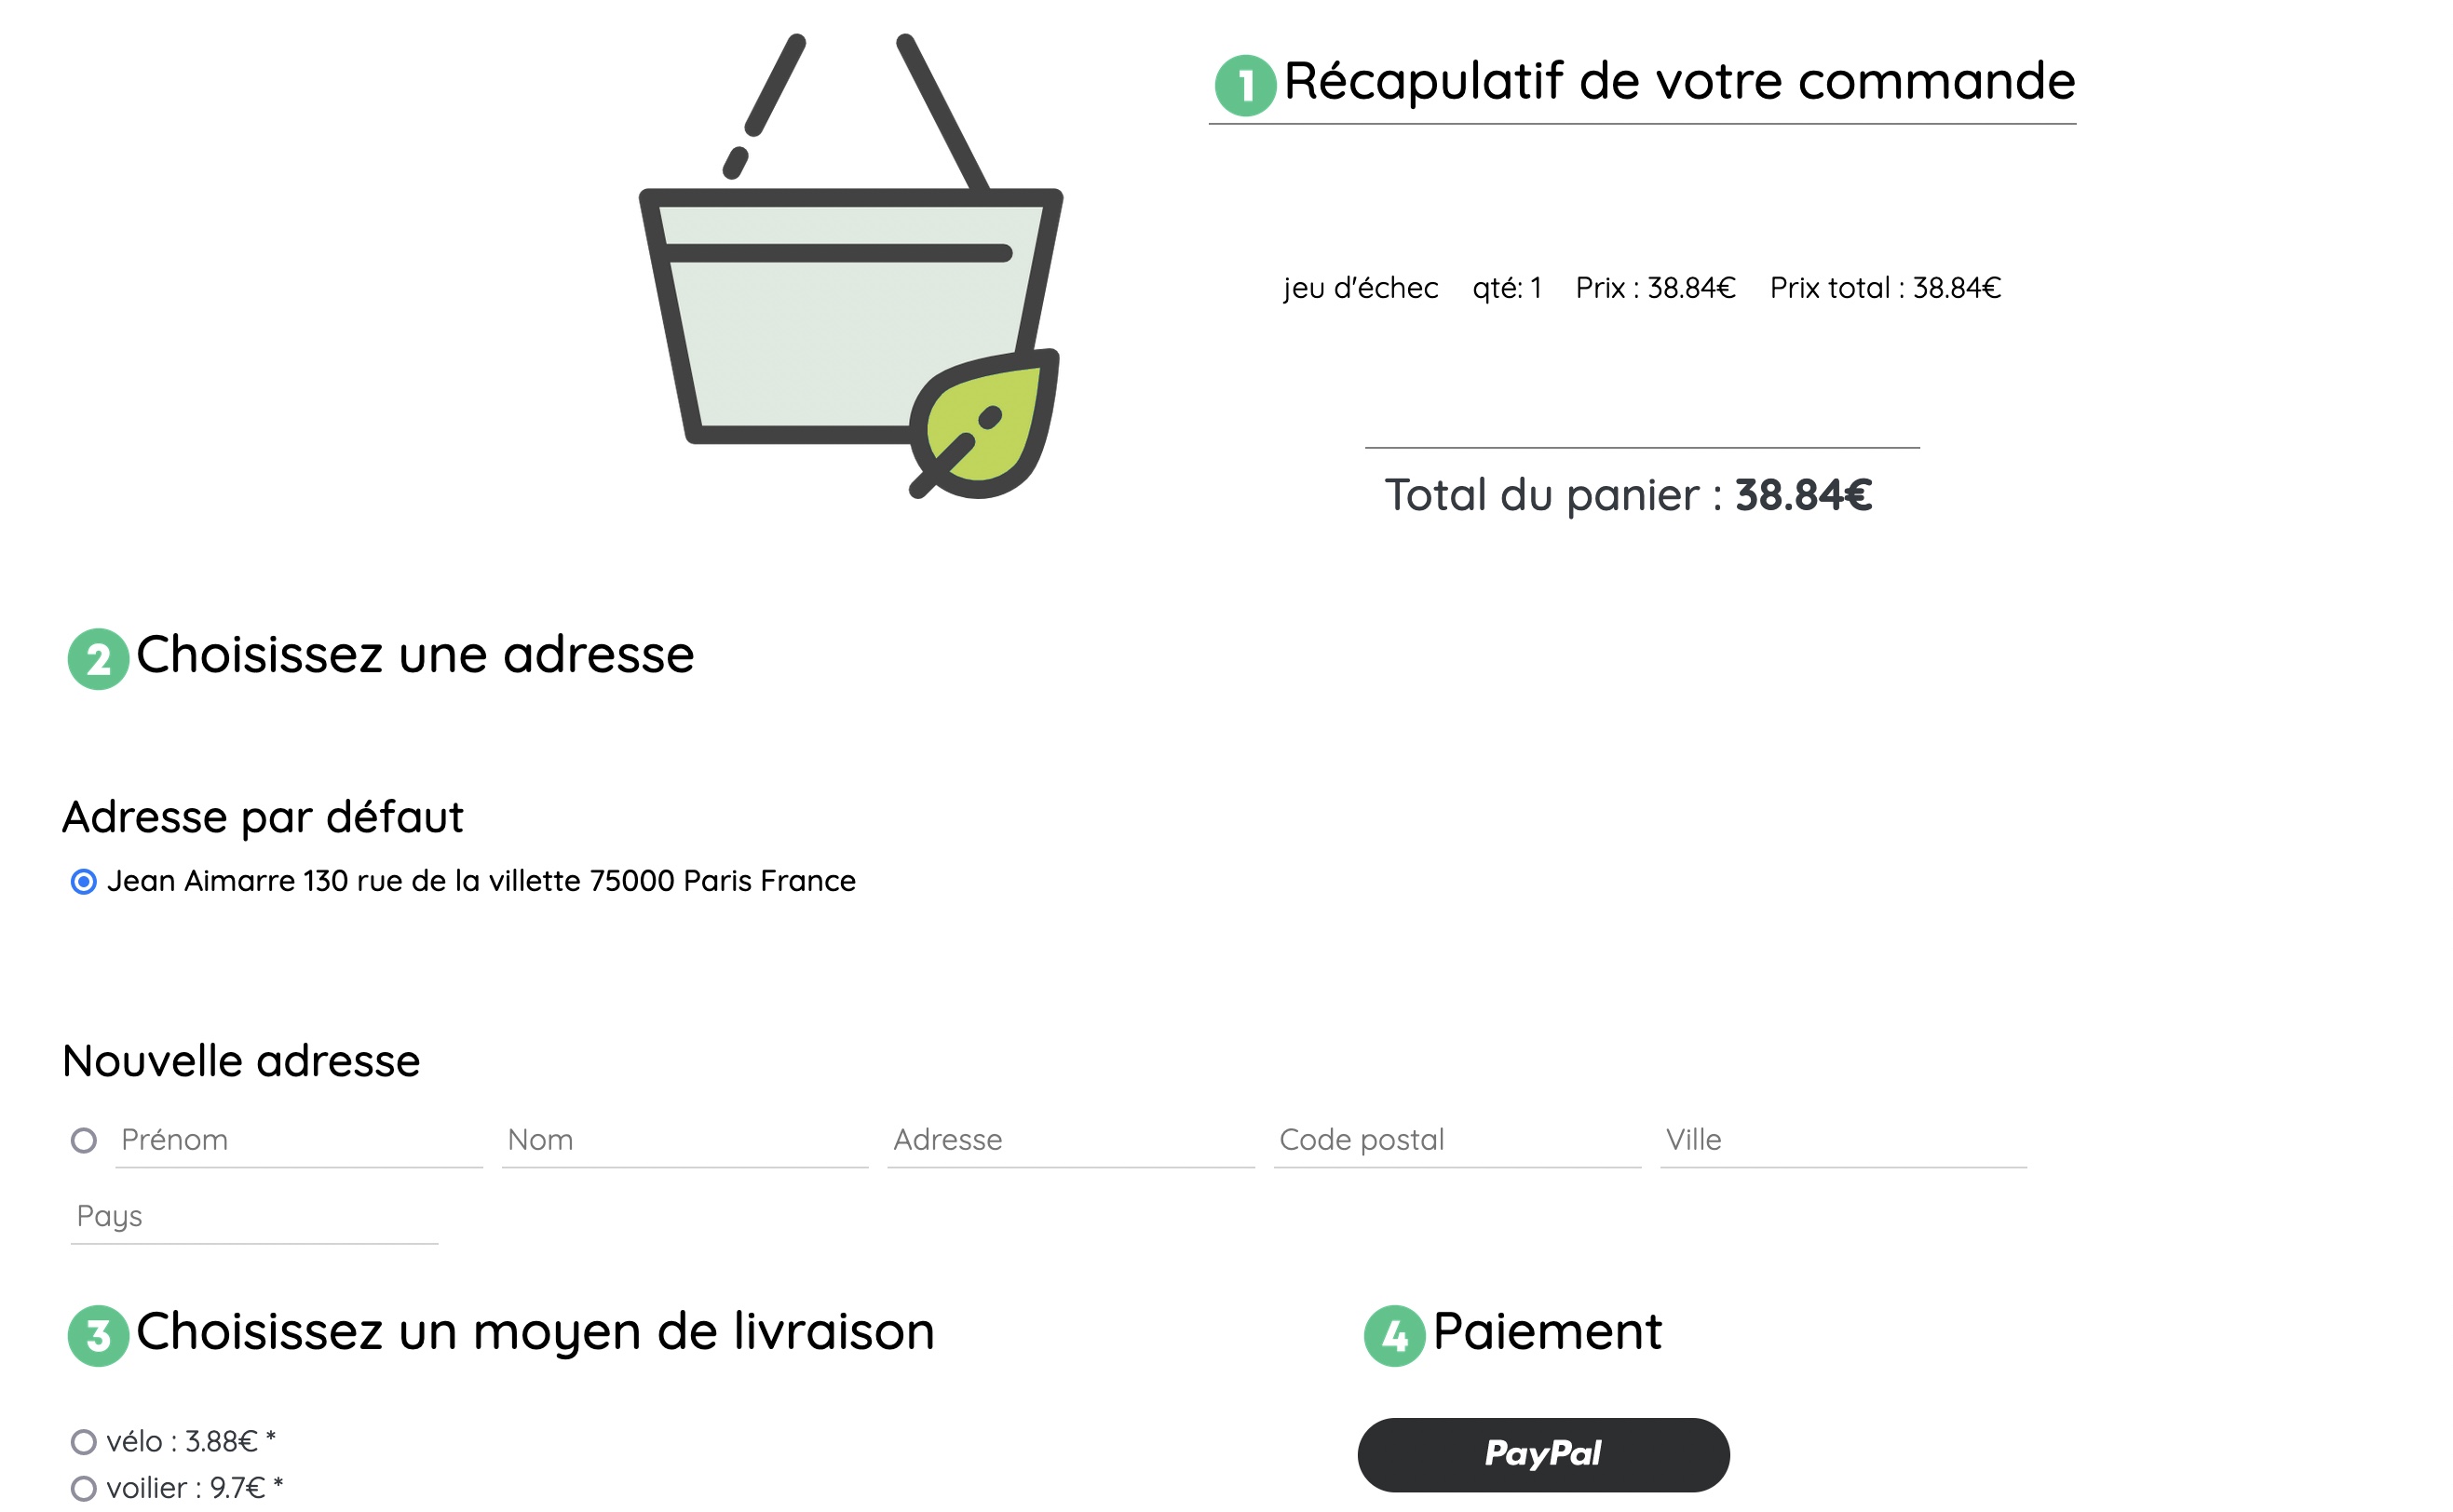 1 Récapulatif de votre commande
jeu d'échec qté: 1 Prix : 38.84€ Prix total : 38.84€
Total du panier : 38.84€
2 Choisissez une adresse
Adresse par défaut
Jean Aimarre 130 rue de la villette 75000 Paris France
Nouvelle adresse
Prénom Nom Adresse Code postal Ville
Pays
3 Choisissez un moyen de livraison
vélo : 3.88€ *
voilier : 9.7€ *
4 Paiement
PayPal